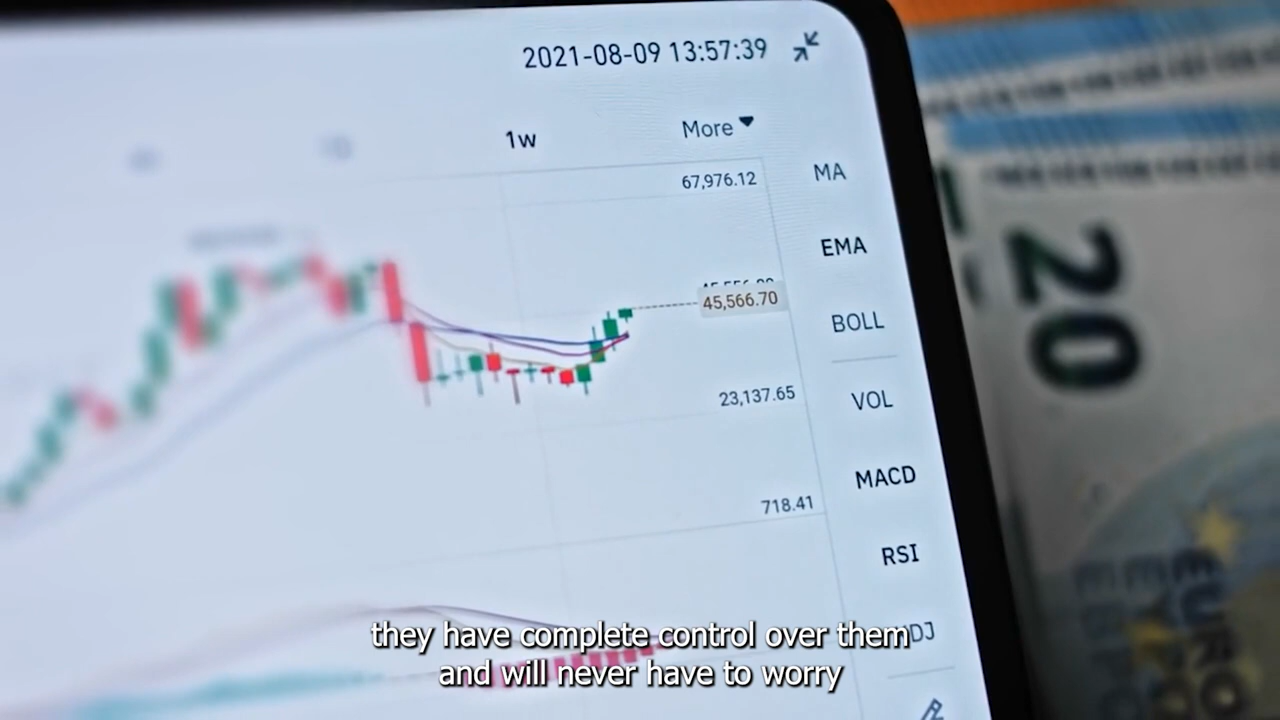 2021-08-09 13:57:39
1w
More
67,976.12
MA
EMA
45,566.70
BOLL
23,137.65
VOL
MACD
718.41
RSI
DJ
20
EURO
they have complete control over them
and will never have to worry